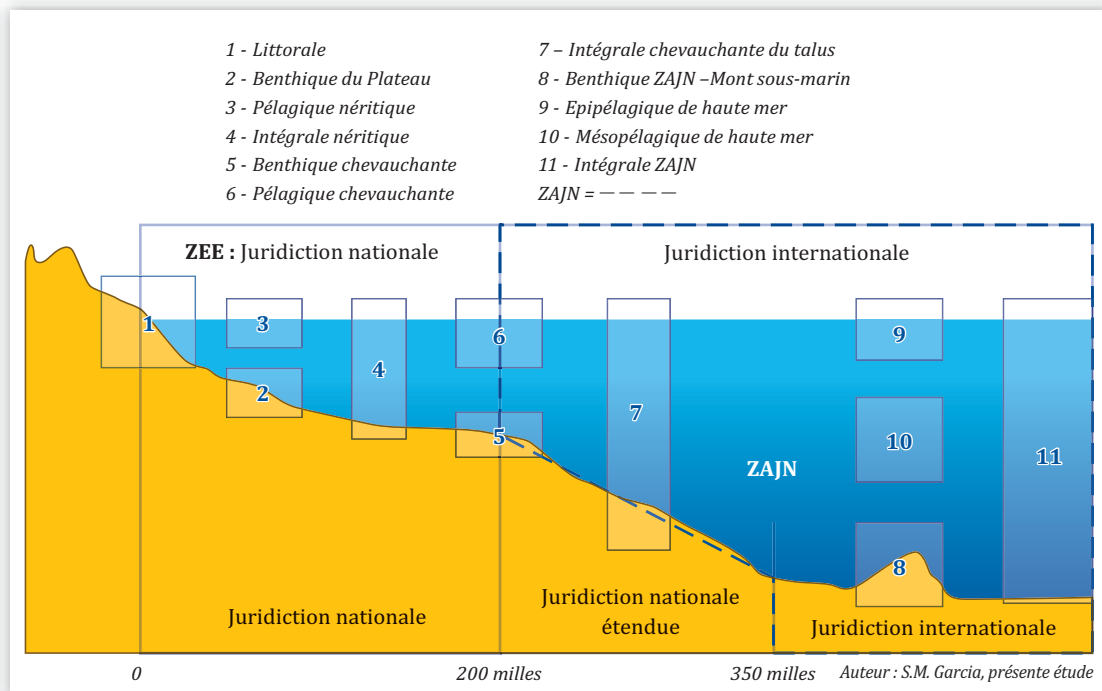 1 - Littorale
2 - Benthique du Plateau
3 - Pélagique néritique
4 - Intégrale néritique
5 - Benthique chevauchante
6 - Pélagique chevauchante
7 – Intégrale chevauchante du talus
8 - Benthique ZAJN –Mont sous-marin
9 - Epipélagique de haute mer
10 - Mésopélagique de haute mer
11 - Intégrale ZAJN
ZAJN = — — — —
ZEE : Juridiction nationale
Juridiction internationale
1
3
6
9
2
4
5
7
10
11
ZAJN
8
Juridiction nationale
Juridiction nationale
étendue
Juridiction internationale
0
200 milles
350 milles
Auteur : S.M. Garcia, présente étude